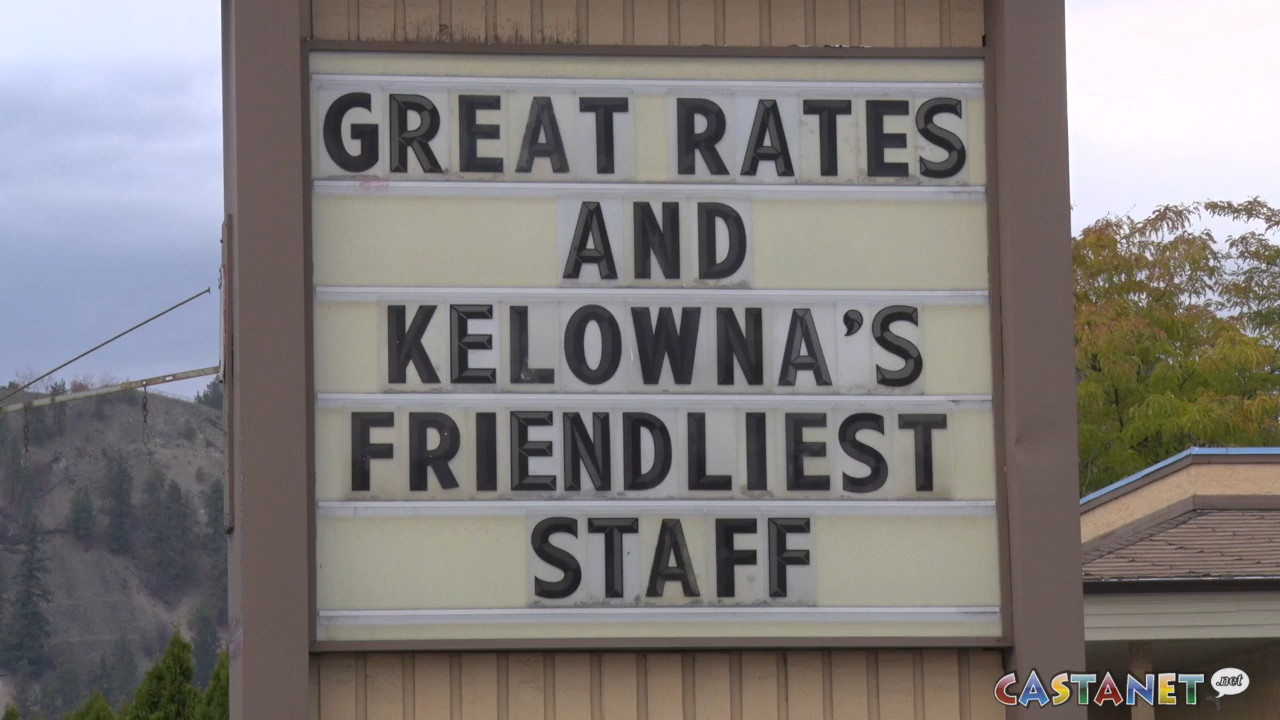 GREAT RATES
AND
KELOWNA'S
FRIENDLIEST
STAFF
CASTANET .net